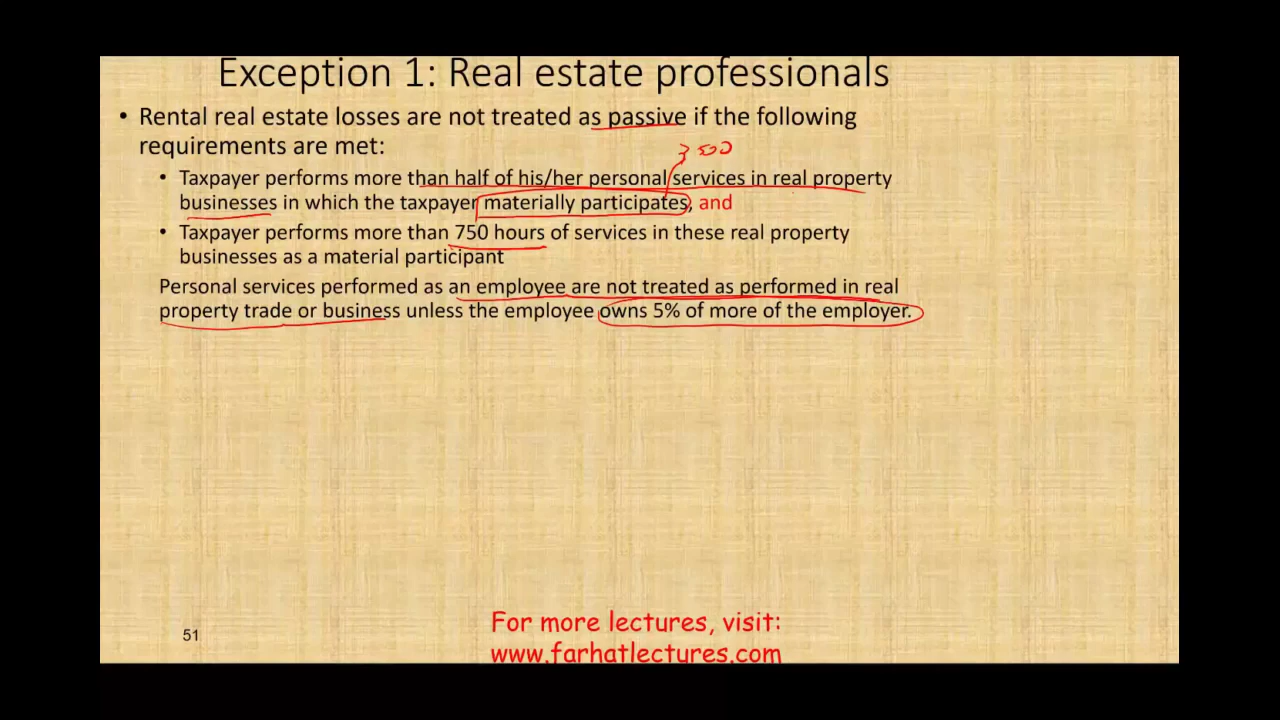 Exception 1: Real estate professionals
• Rental real estate losses are not treated as passive if the following
requirements are met:
> 500
• Taxpayer performs more than half of his/her personal services in real property
businesses in which the taxpayer materially participates, and
• Taxpayer performs more than 750 hours of services in these real property
businesses as a material participant
Personal services performed as an employee are not treated as performed in real
property trade or business unless the employee owns 5% of more of the employer.
51
For more lectures, visit:
www.farhatlectures.com